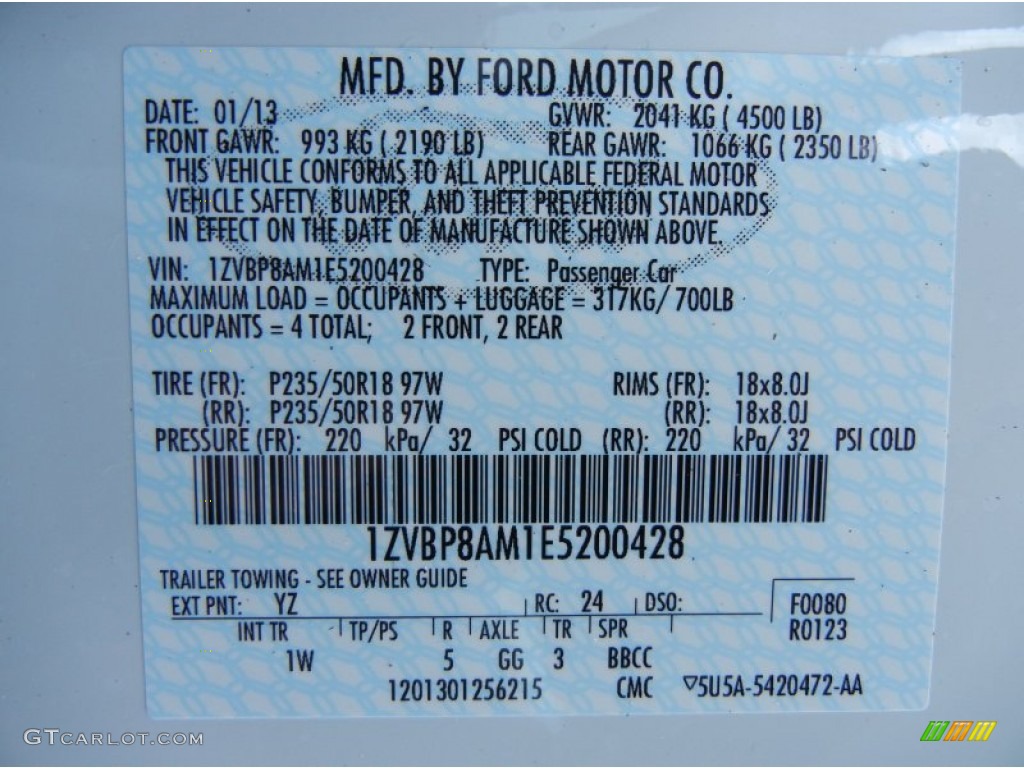 MFD. BY FORD MOTOR CO.
DATE: 01/13 GVWR: 2041 KG ( 4500 LB)
FRONT GAWR: 993 KG ( 2190 LB) REAR GAWR: 1066 KG ( 2350 LB)
THIS VEHICLE CONFORMS TO ALL APPLICABLE FEDERAL MOTOR
VEHICLE SAFETY, BUMPER, AND THEFT PREVENTION STANDARDS
IN EFFECT ON THE DATE OF MANUFACTURE SHOWN ABOVE.
VIN: 1ZVBP8AM1E5200428 TYPE: Passenger Car
MAXIMUM LOAD = OCCUPANTS + LUGGAGE = 317KG/ 700LB
OCCUPANTS = 4 TOTAL; 2 FRONT, 2 REAR
TIRE (FR): P235/50R18 97W RIMS (FR): 18x8.0J
(RR): P235/50R18 97W (RR): 18x8.0J
PRESSURE (FR): 220 kPa/ 32 PSI COLD (RR): 220 kPa/ 32 PSI COLD
1ZVBP8AM1E5200428
TRAILER TOWING - SEE OWNER GUIDE
EXT PNT: YZ RC: 24 DSO: F0080
INT TR TP/PS R AXLE TR SPR R0123
1W 5 GG 3 BBCC
1201301256215 CMC ▽5U5A-5420472-AA
GTCARLOT.COM